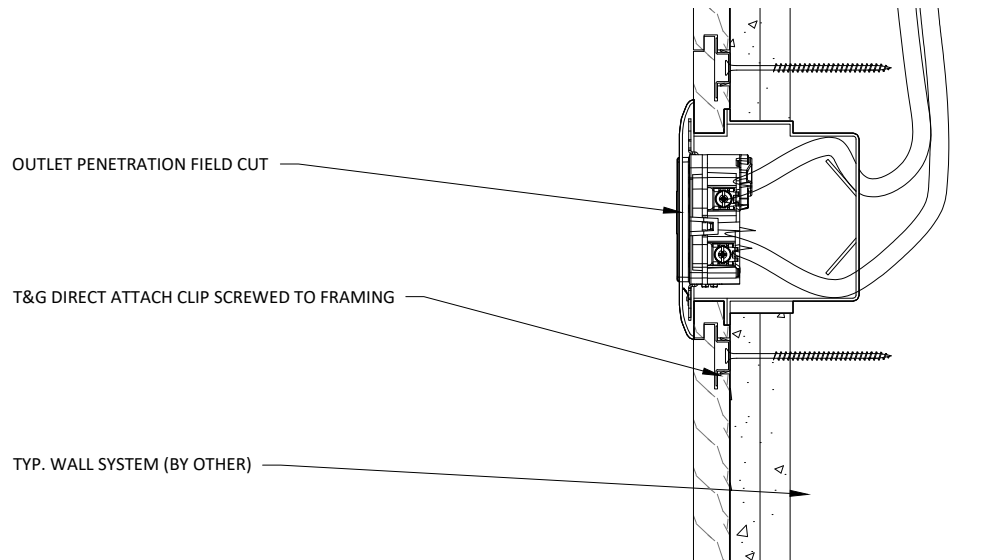 OUTLET PENETRATION FIELD CUT
T&G DIRECT ATTACH CLIP SCREWED TO FRAMING
TYP. WALL SYSTEM (BY OTHER)